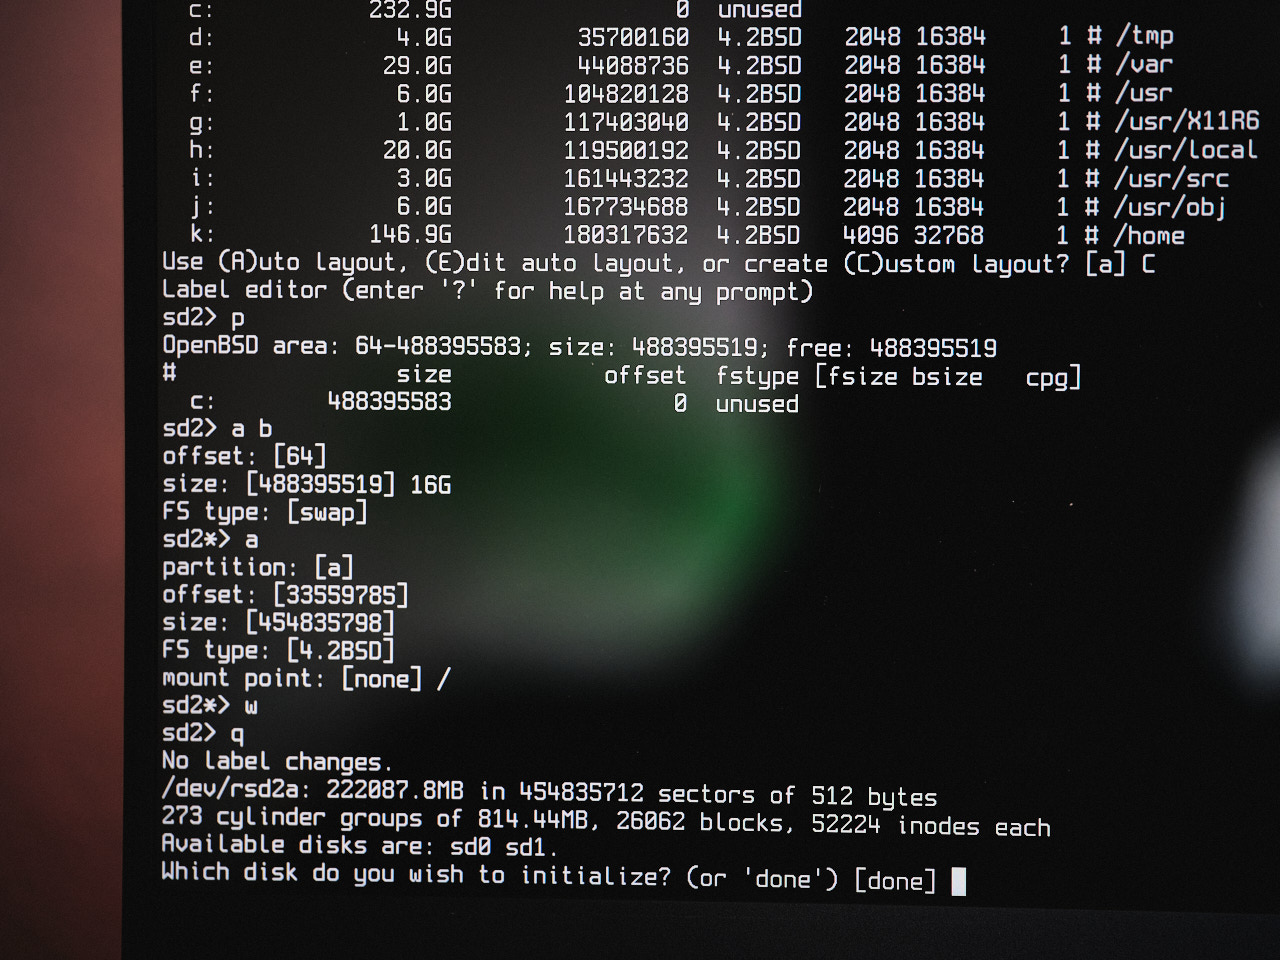 c: 232.9G 0 unused
d: 4.0G 35700160 4.2BSD 2048 16384 1 # /tmp
e: 29.0G 44088736 4.2BSD 2048 16384 1 # /var
f: 6.0G 104820128 4.2BSD 2048 16384 1 # /usr
g: 1.0G 117403040 4.2BSD 2048 16384 1 # /usr/X11R6
h: 20.0G 119500192 4.2BSD 2048 16384 1 # /usr/local
i: 3.0G 161443232 4.2BSD 2048 16384 1 # /usr/src
j: 6.0G 167734688 4.2BSD 2048 16384 1 # /usr/obj
k: 146.9G 180317632 4.2BSD 4096 32768 1 # /home
Use (A)uto layout, (E)dit auto layout, or create (C)ustom layout? [a] C
Label editor (enter '?' for help at any prompt)
sd2> p
OpenBSD area: 64-488395583; size: 488395519; free: 488395519
# size offset fstype [fsize bsize cpg]
c: 488395583 0 unused
sd2> a b
offset: [64]
size: [488395519] 16G
FS type: [swap]
sd2*> a
partition: [a]
offset: [33559785]
size: [454835798]
FS type: [4.2BSD]
mount point: [none] /
sd2*> w
sd2> q
No label changes.
/dev/rsd2a: 222087.8MB in 454835712 sectors of 512 bytes
273 cylinder groups of 814.44MB, 26062 blocks, 52224 inodes each
Available disks are: sd0 sd1.
Which disk do you wish to initialize? (or 'done') [done]